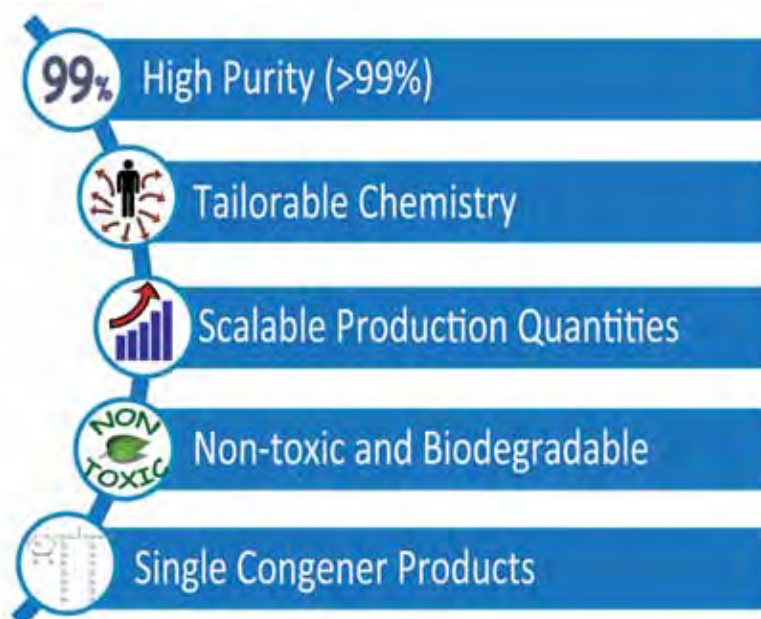 99%
High Purity (>99%)
Tailorable Chemistry
Scalable Production Quantities
NON
TOXIC
Non-toxic and Biodegradable
Single Congener Products